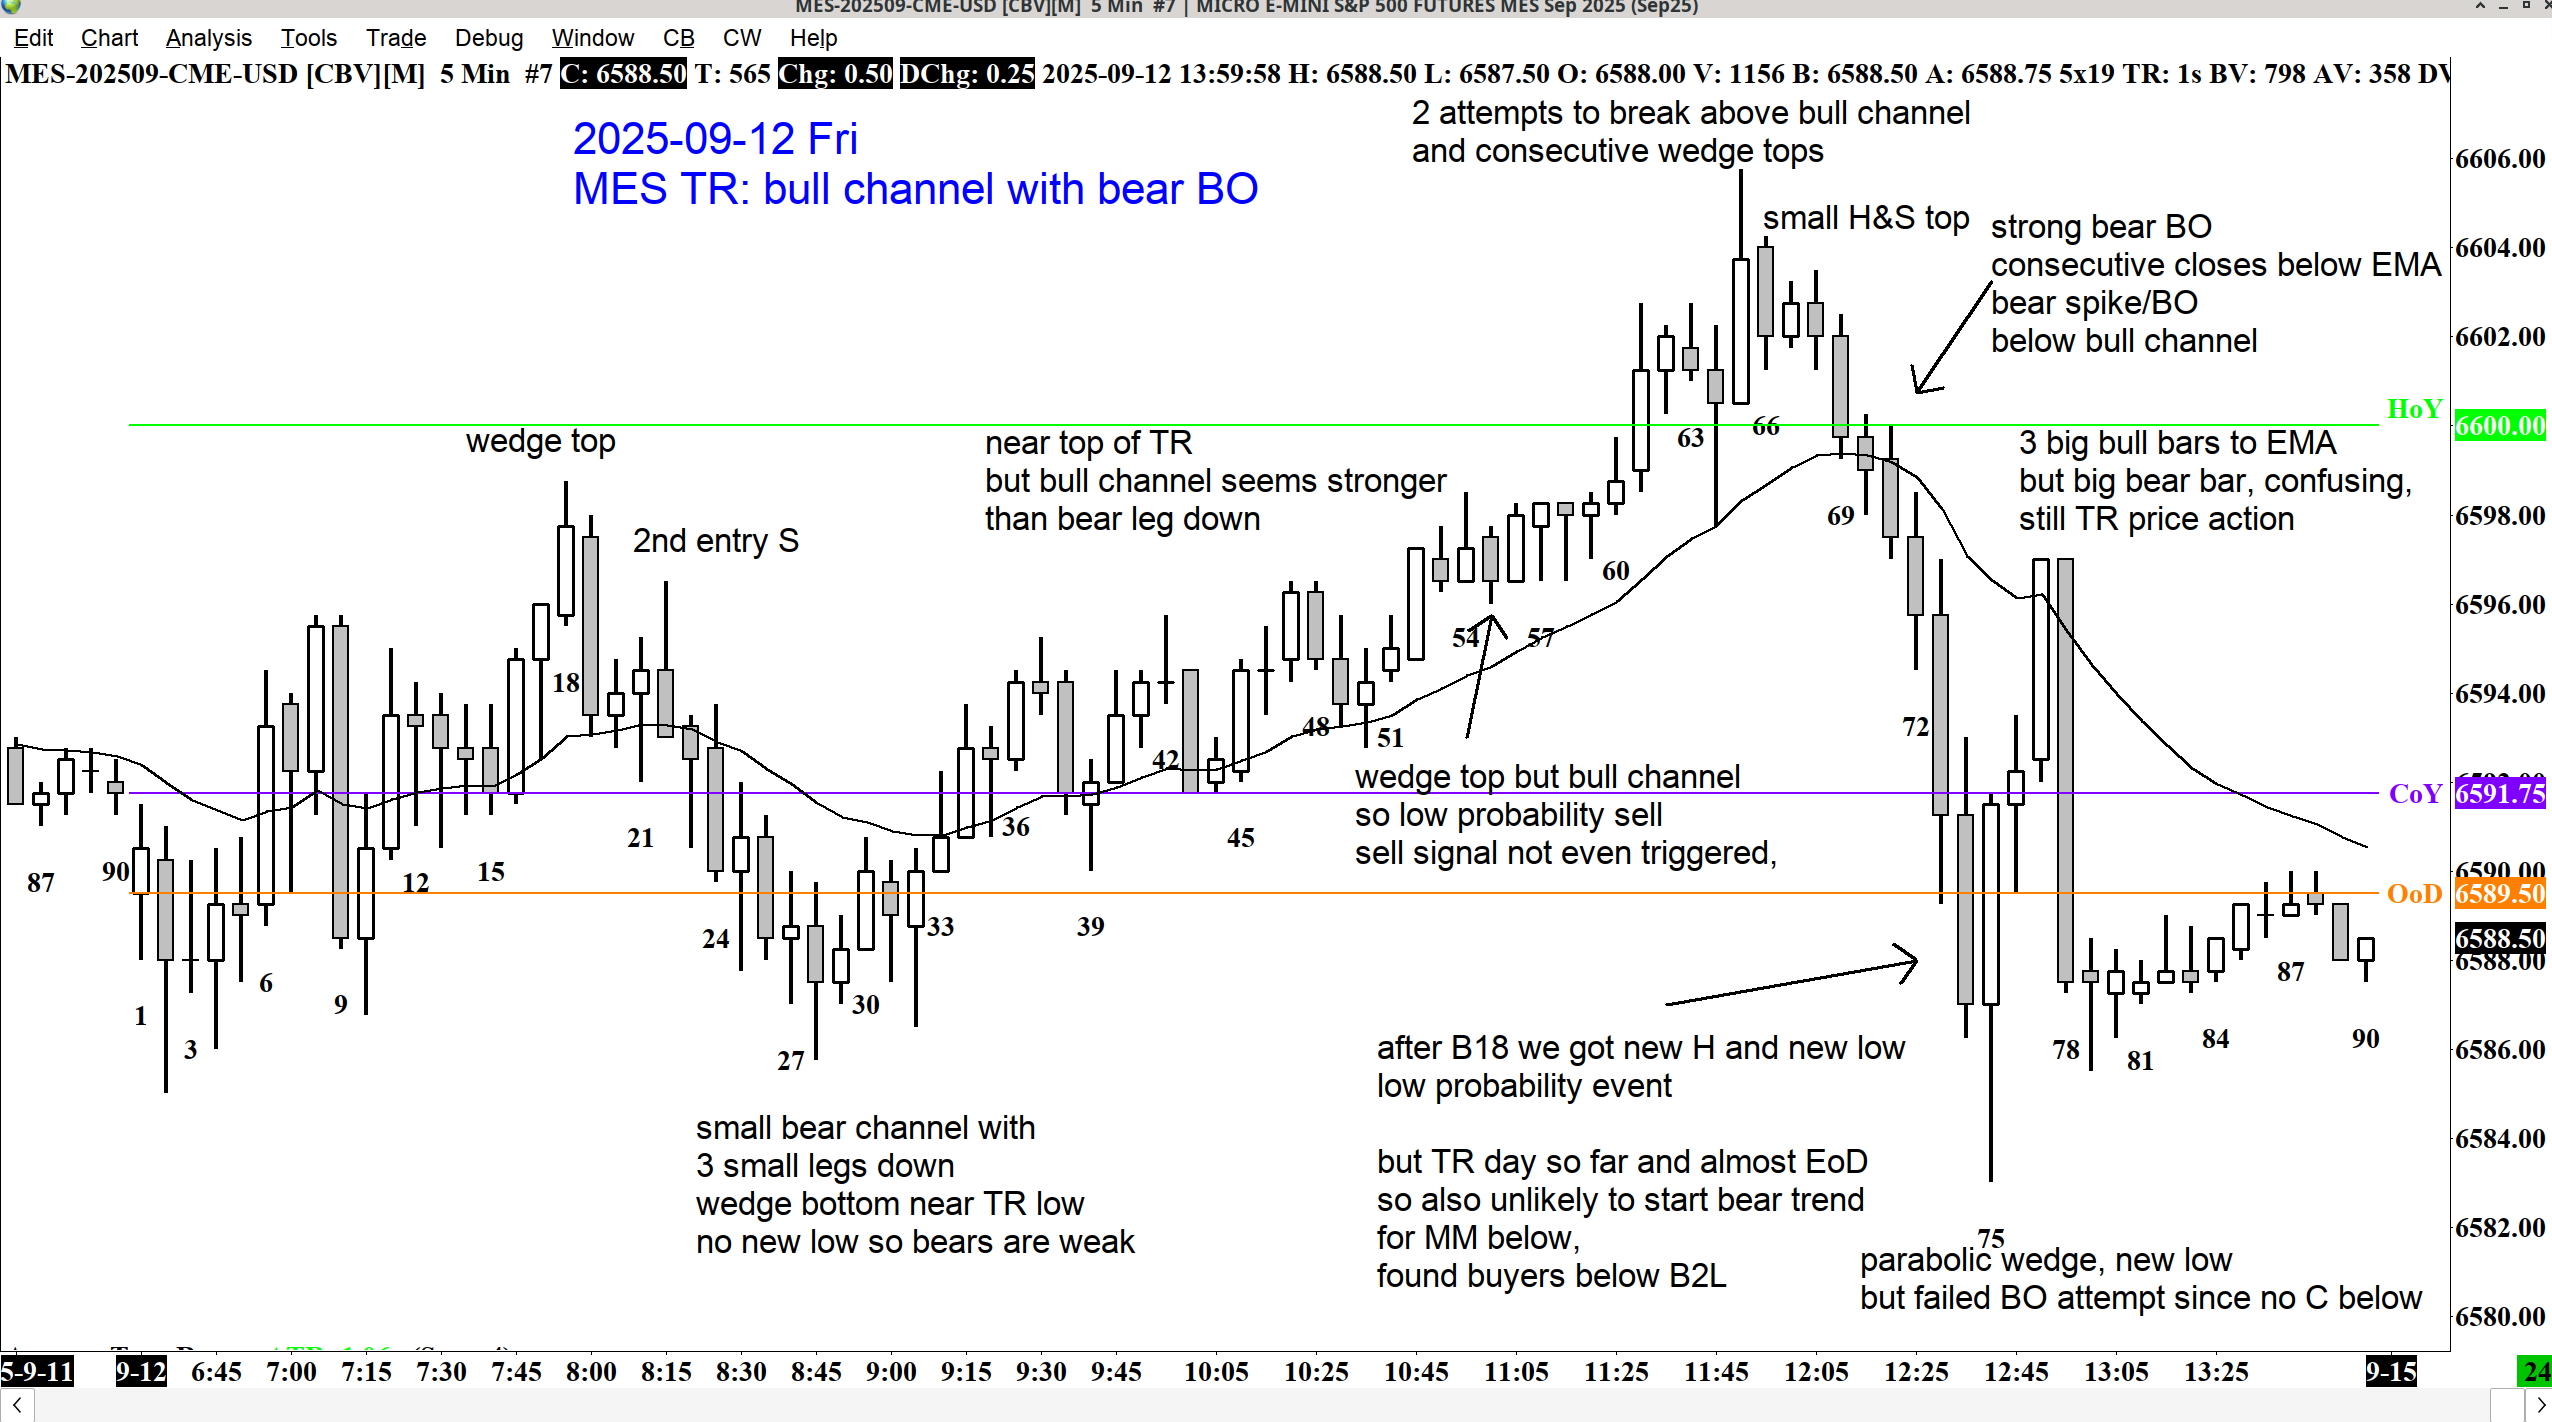 MES-202509-CME-USD [CBV][M]  5 Min  #7 | MICRO E-MINI S&P 500 FUTURES MES Sep 2025 (Sep25)
Edit Chart Analysis Tools Trade Debug Window CB CW Help
MES-202509-CME-USD [CBV][M]  5 Min  #7 C: 6588.50 T: 565 Chg: 0.50 DChg: 0.25 2025-09-12 13:59:58 H: 6588.50 L: 6587.50 O: 6588.00 V: 1156 B: 6588.50 A: 6588.75 5x19 TR: 1s BV: 798 AV: 358 DV
2025-09-12 Fri
MES TR: bull channel with bear BO
2 attempts to break above bull channel
and consecutive wedge tops
small H&S top
strong bear BO
consecutive closes below EMA
bear spike/BO
below bull channel
wedge top
2nd entry S
near top of TR
but bull channel seems stronger
than bear leg down
3 big bull bars to EMA
but big bear bar, confusing,
still TR price action
wedge top but bull channel
so low probability sell
sell signal not even triggered,
after B18 we got new H and new low
low probability event
but TR day so far and almost EoD
so also unlikely to start bear trend
for MM below,
found buyers below B2L
small bear channel with
3 small legs down
wedge bottom near TR low
no new low so bears are weak
parabolic wedge, new low
but failed BO attempt since no C below
87
90
1
3
6
9
12
15
18
21
24
27
30
33
36
39
42
45
48
51
54
57
60
63
66
69
72
75
78
81
84
87
90
6606.00
6604.00
6602.00
HoY 6600.00
6598.00
6596.00
6594.00
CoY 6591.75
6590.00
OoD 6589.50
6588.50
6588.00
6586.00
6584.00
6582.00
6580.00
5-9-11 9-12 6:45 7:00 7:15 7:30 7:45 8:00 8:15 8:30 8:45 9:00 9:15 9:30 9:45 10:05 10:25 10:45 11:05 11:25 11:45 12:05 12:25 12:45 13:05 13:25 9-15 24